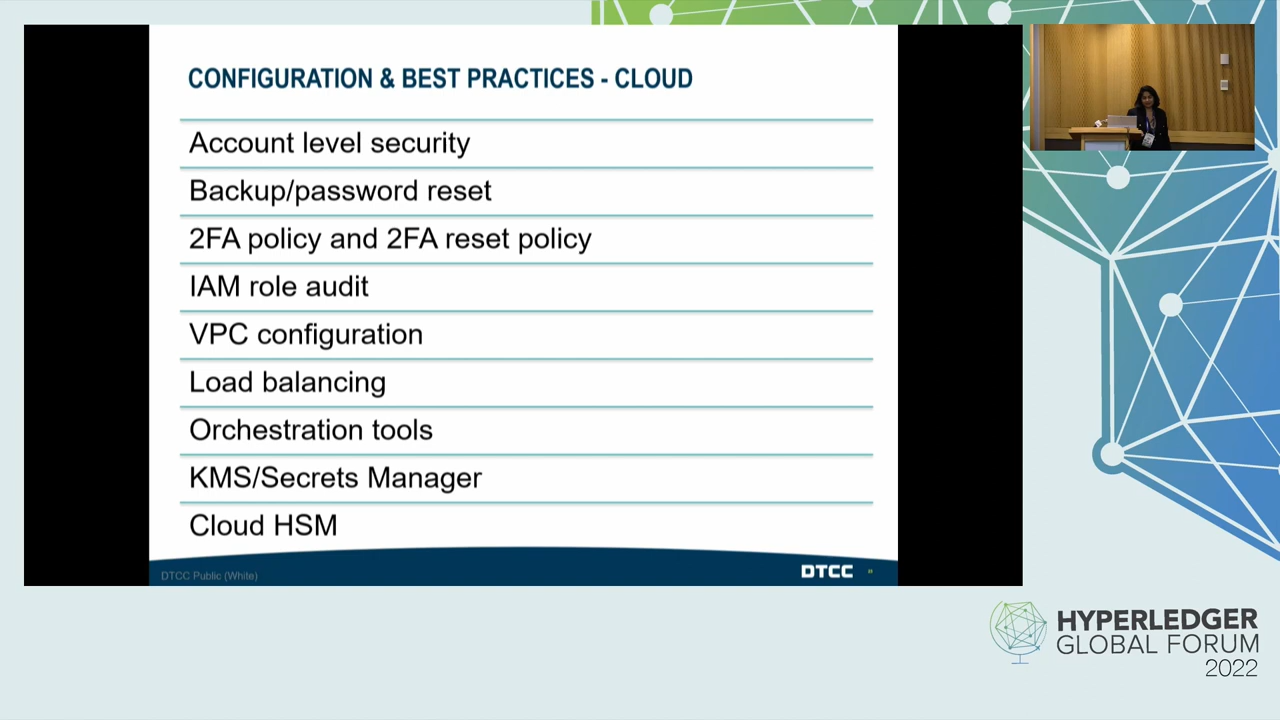 CONFIGURATION & BEST PRACTICES - CLOUD
Account level security
Backup/password reset
2FA policy and 2FA reset policy
IAM role audit
VPC configuration
Load balancing
Orchestration tools
KMS/Secrets Manager
Cloud HSM
DTCC Public (White)
DTCC
HYPERLEDGER
GLOBAL FORUM
2022